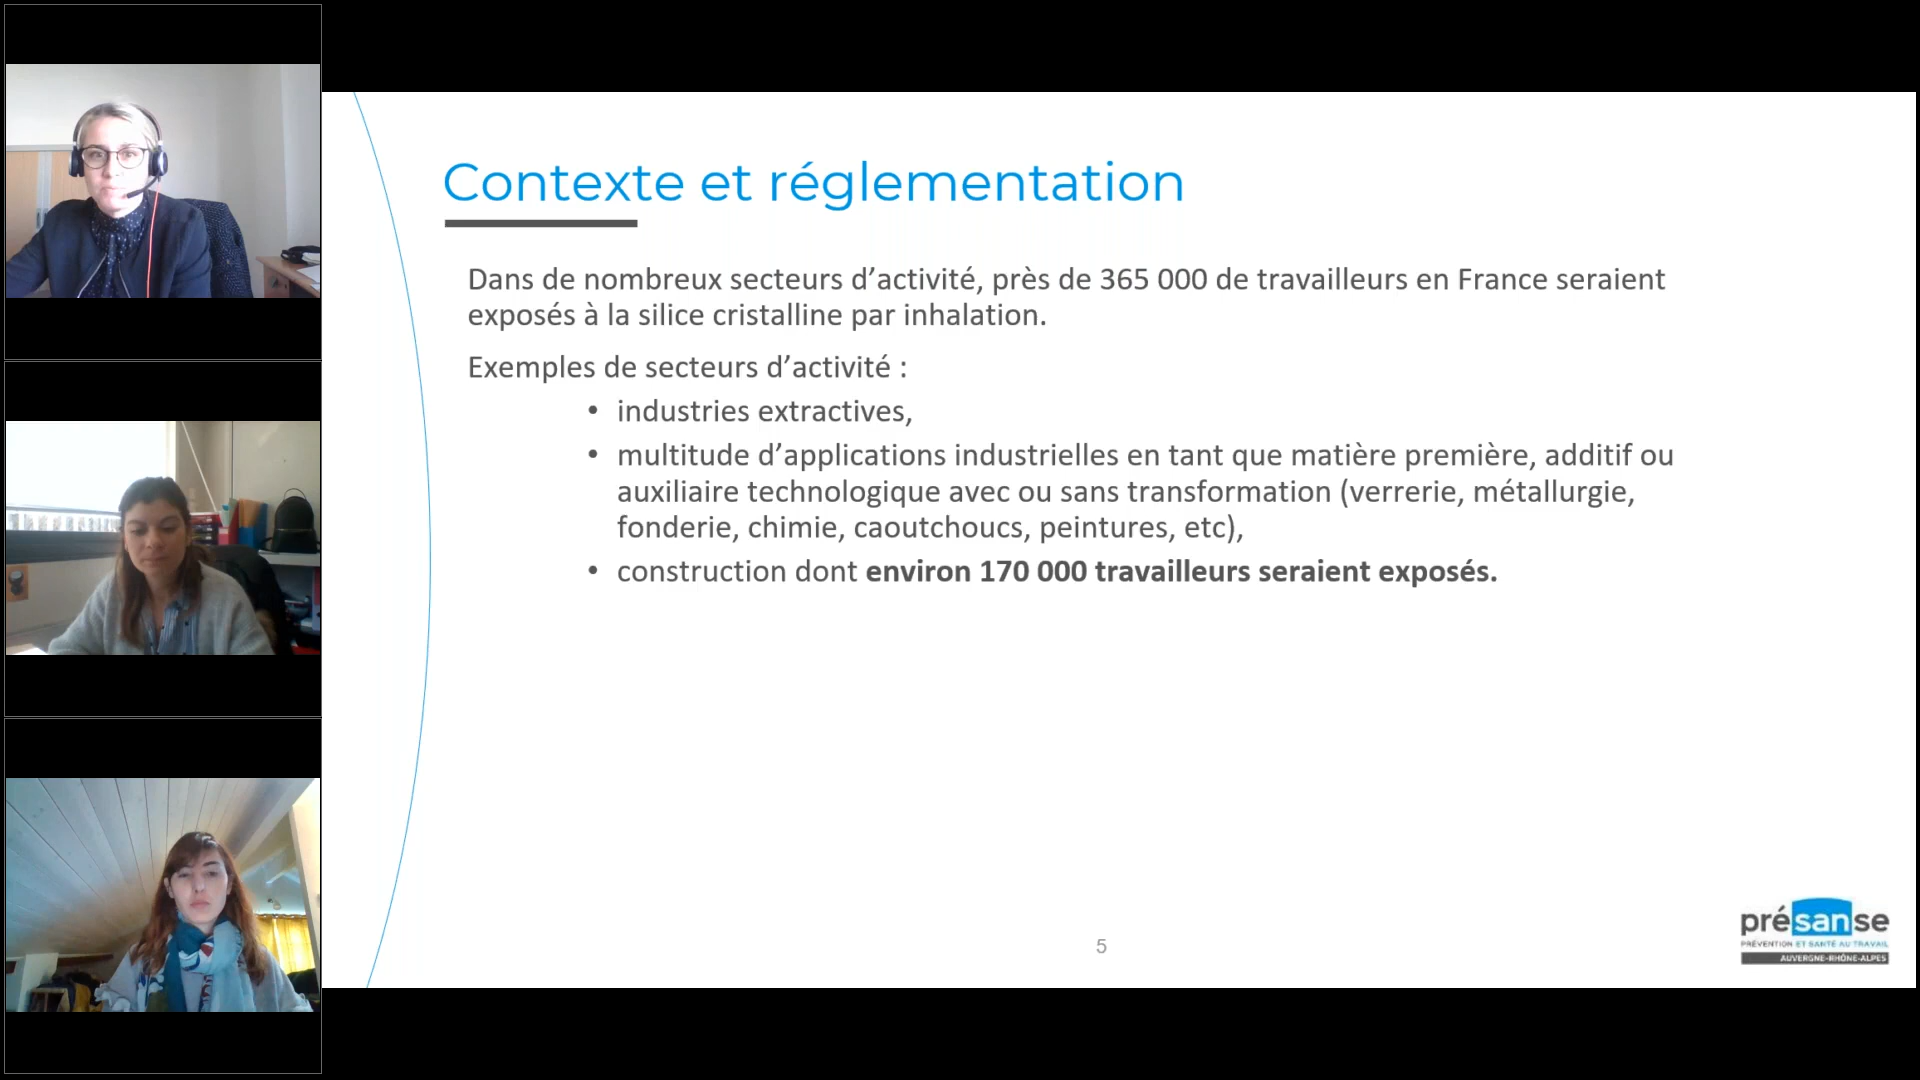 Contexte et réglementation
Dans de nombreux secteurs d’activité, près de 365 000 de travailleurs en France seraient
exposés à la silice cristalline par inhalation.
Exemples de secteurs d’activité :
• industries extractives,
• multitude d’applications industrielles en tant que matière première, additif ou
auxiliaire technologique avec ou sans transformation (verrerie, métallurgie,
fonderie, chimie, caoutchoucs, peintures, etc),
• construction dont environ 170 000 travailleurs seraient exposés.
5
présanse
PRÉVENTION ET SANTÉ AU TRAVAIL
AUVERGNE-RHÔNE-ALPES